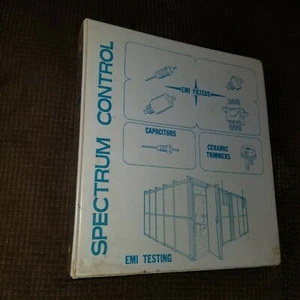 SPECTRUM CONTROL
EMI FILTERS
CAPACITORS
CERAMIC
TRIMMERS
EMI TESTING